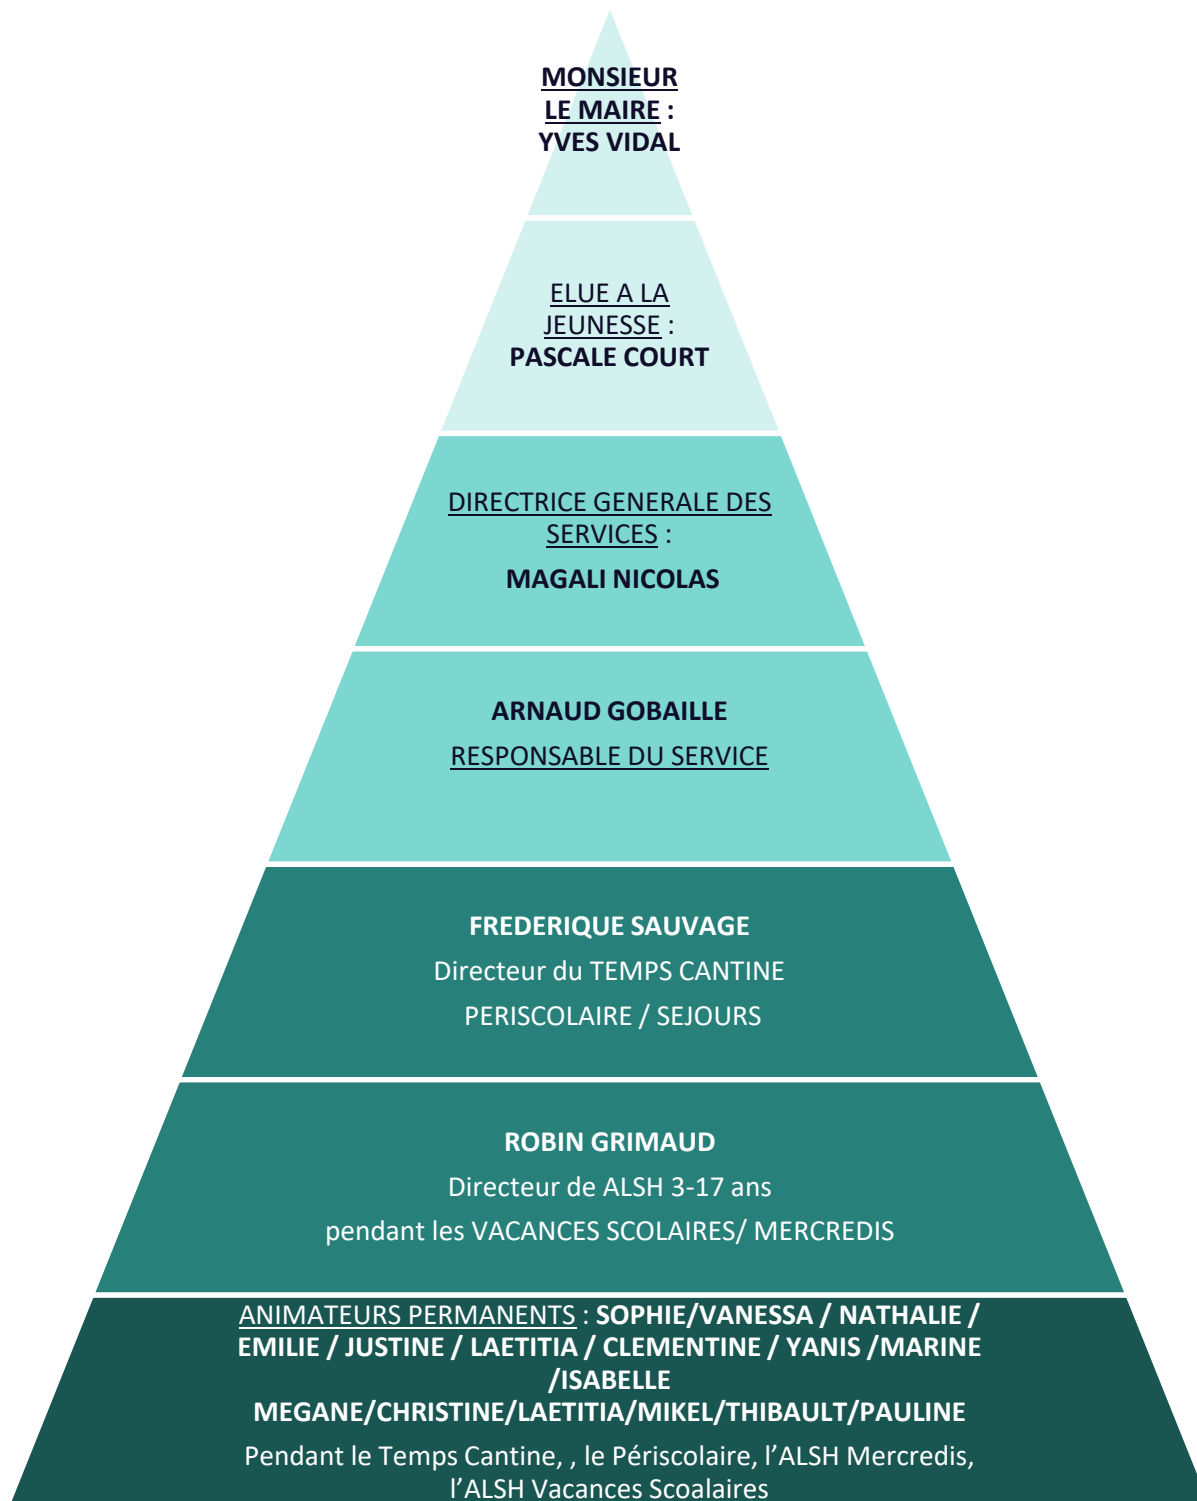 MONSIEUR
LE MAIRE :
YVES VIDAL
ELUE A LA
JEUNESSE :
PASCALE COURT
DIRECTRICE GENERALE DES
SERVICES :
MAGALI NICOLAS
ARNAUD GOBAILLE
RESPONSABLE DU SERVICE
FREDERIQUE SAUVAGE
Directeur du TEMPS CANTINE
PERISCOLAIRE / SEJOURS
ROBIN GRIMAUD
Directeur de ALSH 3-17 ans
pendant les VACANCES SCOLAIRES/ MERCREDIS
ANIMATEURS PERMANENTS : SOPHIE/VANESSA / NATHALIE /
EMILIE / JUSTINE / LAETITIA / CLEMENTINE / YANIS /MARINE
/ISABELLE
MEGANE/CHRISTINE/LAETITIA/MIKEL/THIBAULT/PAULINE
Pendant le Temps Cantine, , le Périscolaire, l’ALSH Mercredis,
l’ALSH Vacances Scoalaires